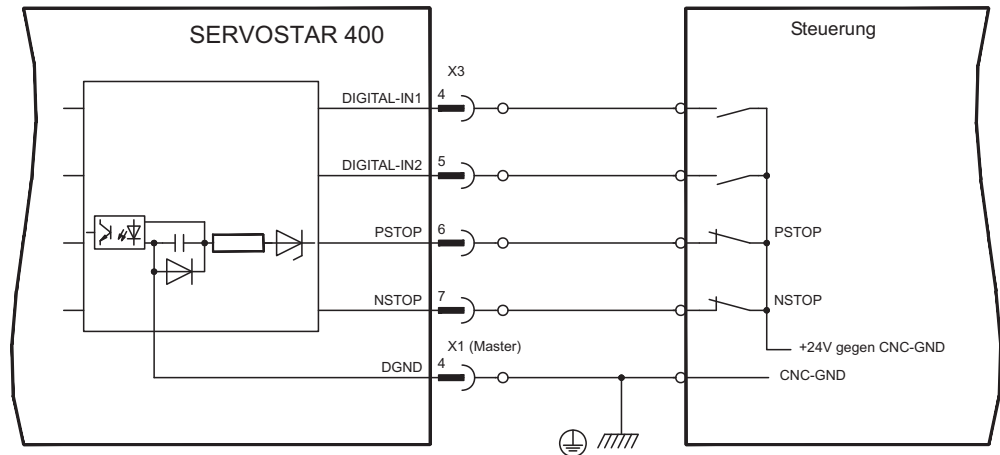 SERVOSTAR 400
Steuerung
X3
DIGITAL-IN1 4
DIGITAL-IN2 5
PSTOP 6 PSTOP
NSTOP 7 NSTOP
X1 (Master)
+24V gegen CNC-GND
DGND 4 CNC-GND